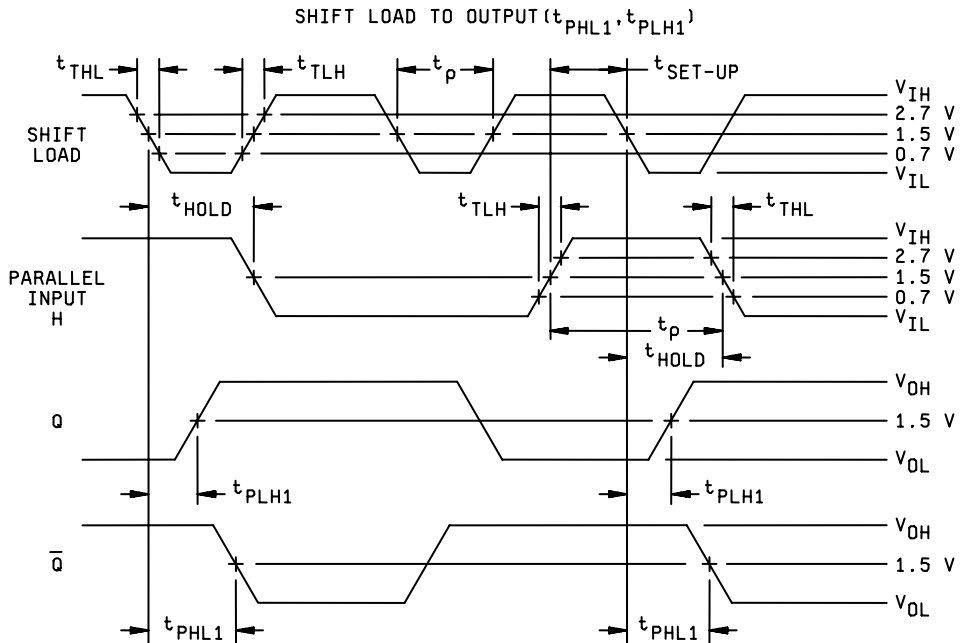 SHIFT LOAD TO OUTPUT(tPHL1, tPLH1)
tTHL
tTLH
tp
tSET-UP
SHIFT
LOAD
VIH
2.7 V
1.5 V
0.7 V
VIL
tHOLD
tTLH
tTHL
PARALLEL
INPUT
H
VIH
2.7 V
1.5 V
0.7 V
VIL
tp
tHOLD
Q
VOH
1.5 V
VOL
tPLH1
tPLH1
Q̅
VOH
1.5 V
VOL
tPHL1
tPHL1